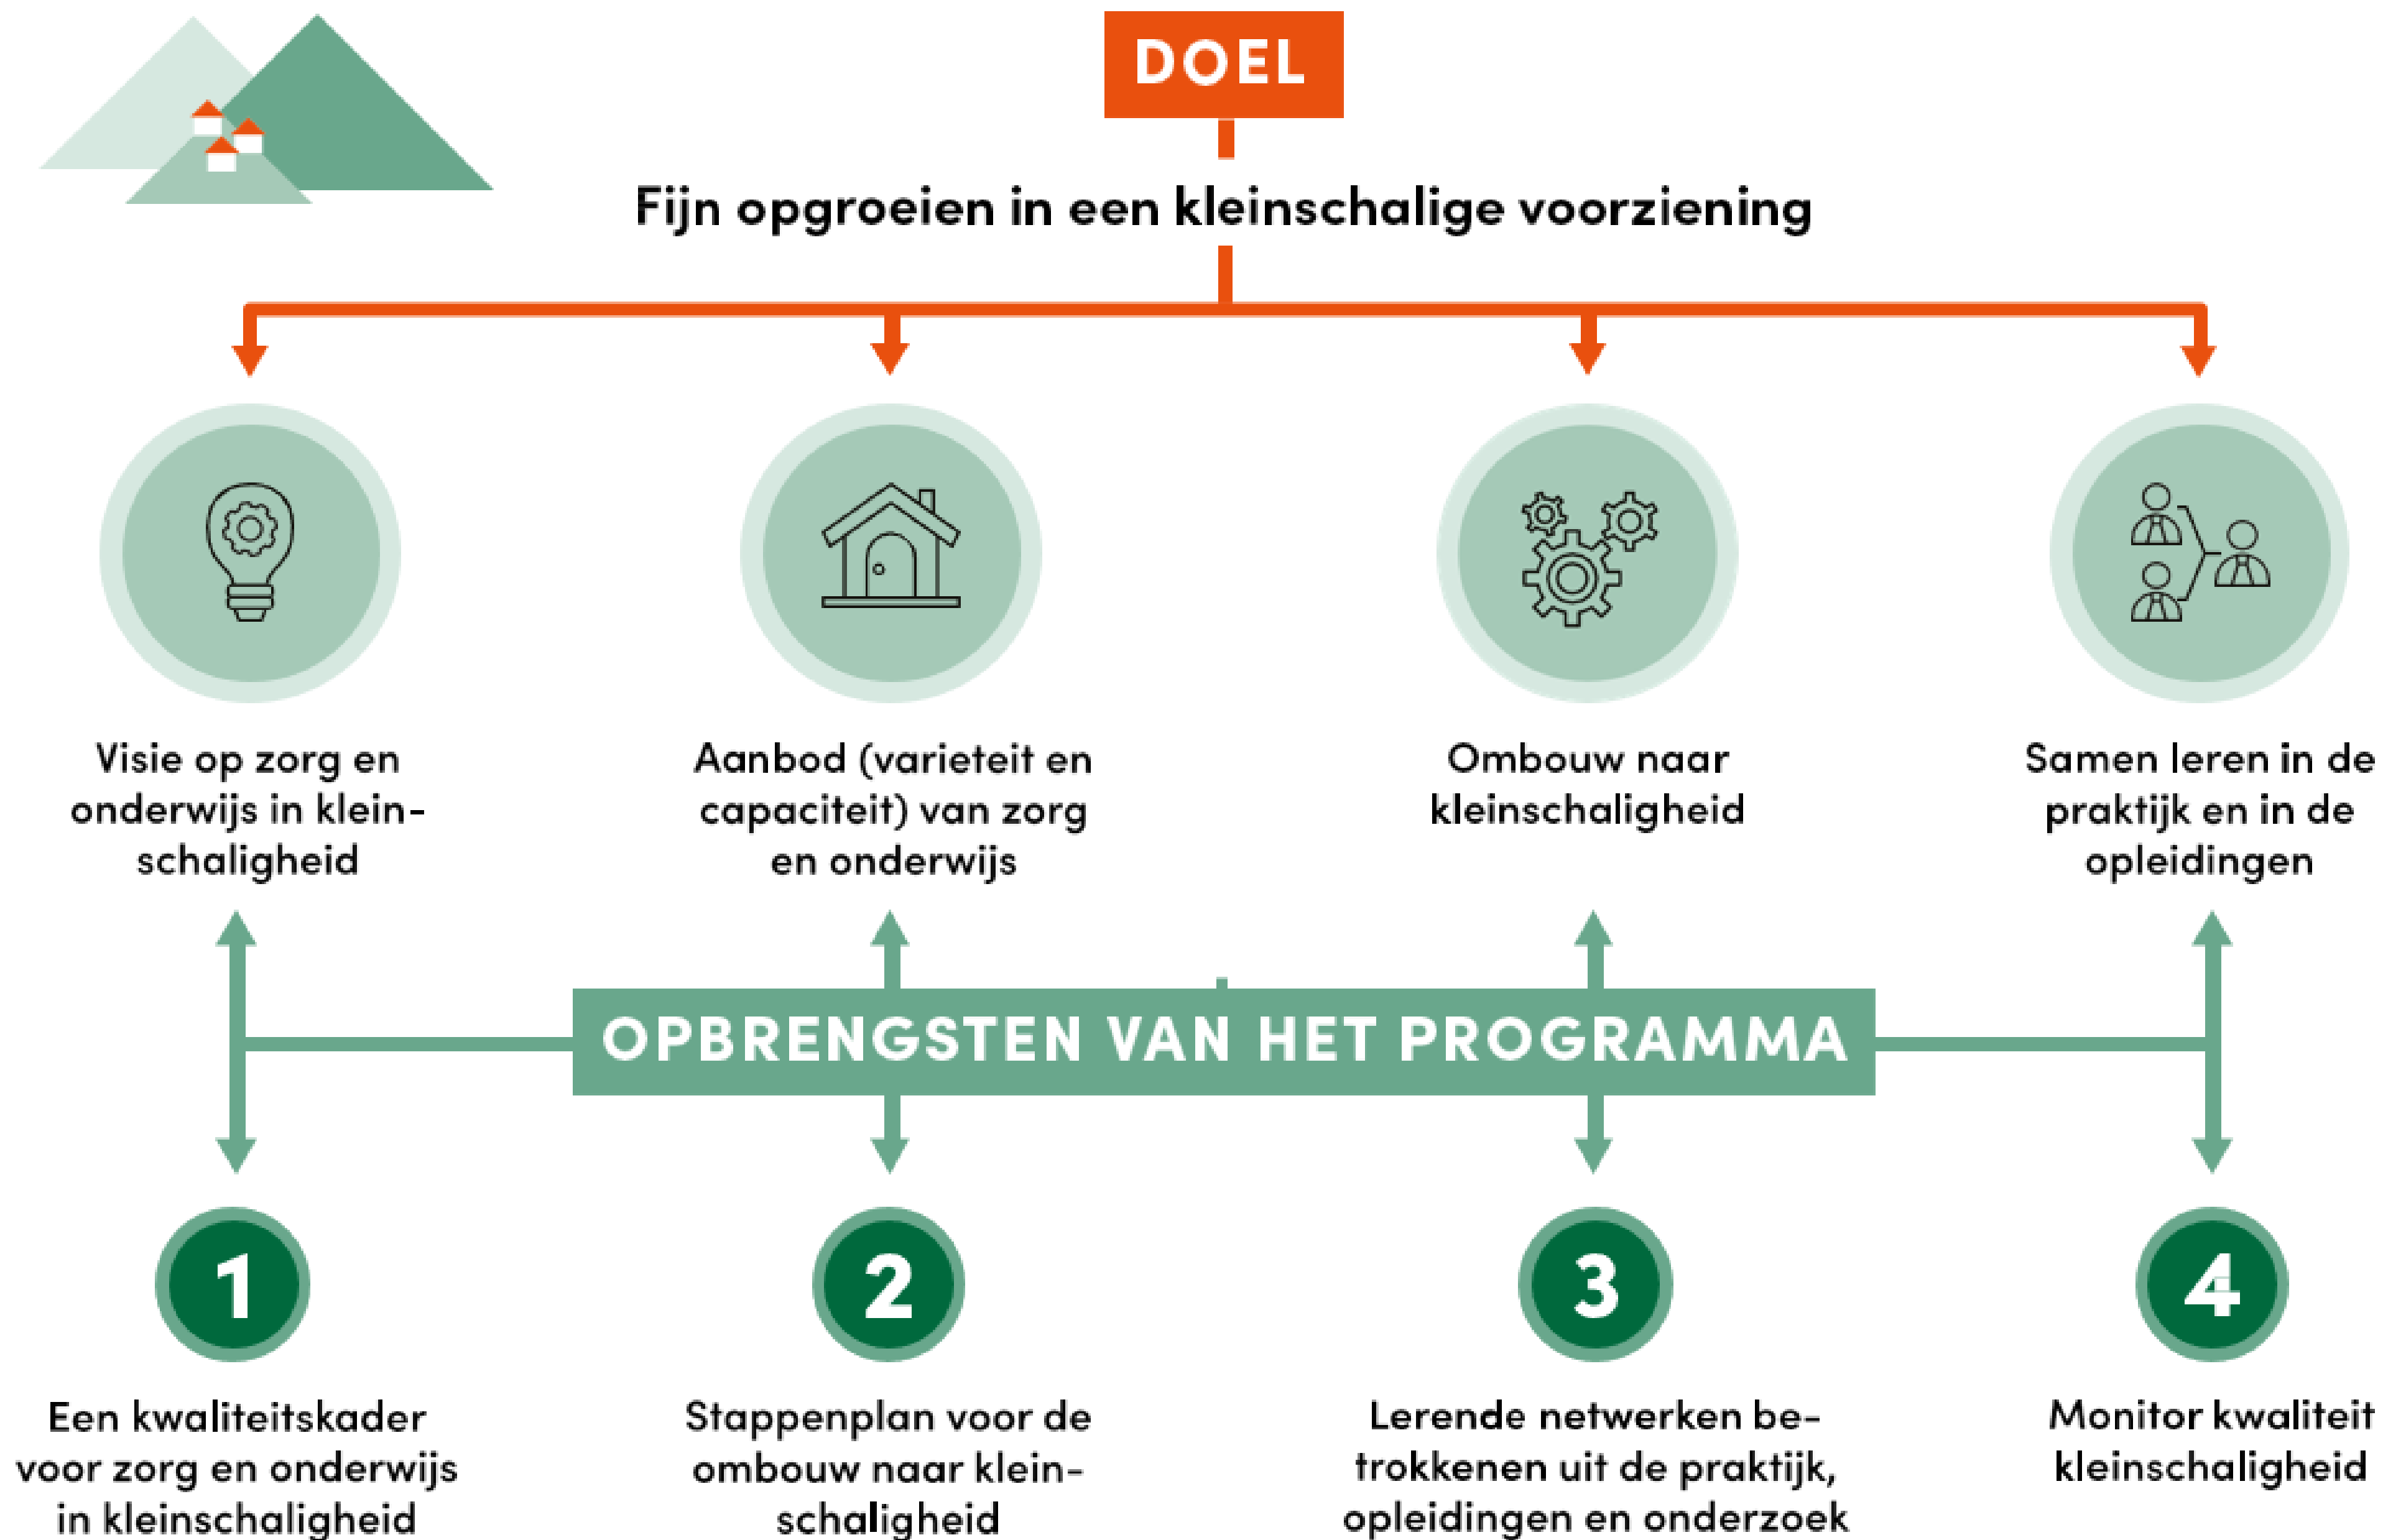 DOEL
Fijn opgroeien in een kleinschalige voorziening
Visie op zorg en
onderwijs in klein-
schaligheid
Aanbod (varieteit en
capaciteit) van zorg
en onderwijs
Ombouw naar
kleinschaligheid
Samen leren in de
praktijk en in de
opleidingen
OPBRENGSTEN VAN HET PROGRAMMA
1
Een kwaliteitskader
voor zorg en onderwijs
in kleinschaligheid
2
Stappenplan voor de
ombouw naar klein-
schaligheid
3
Lerende netwerken be-
trokkenen uit de praktijk,
opleidingen en onderzoek
4
Monitor kwaliteit
kleinschaligheid